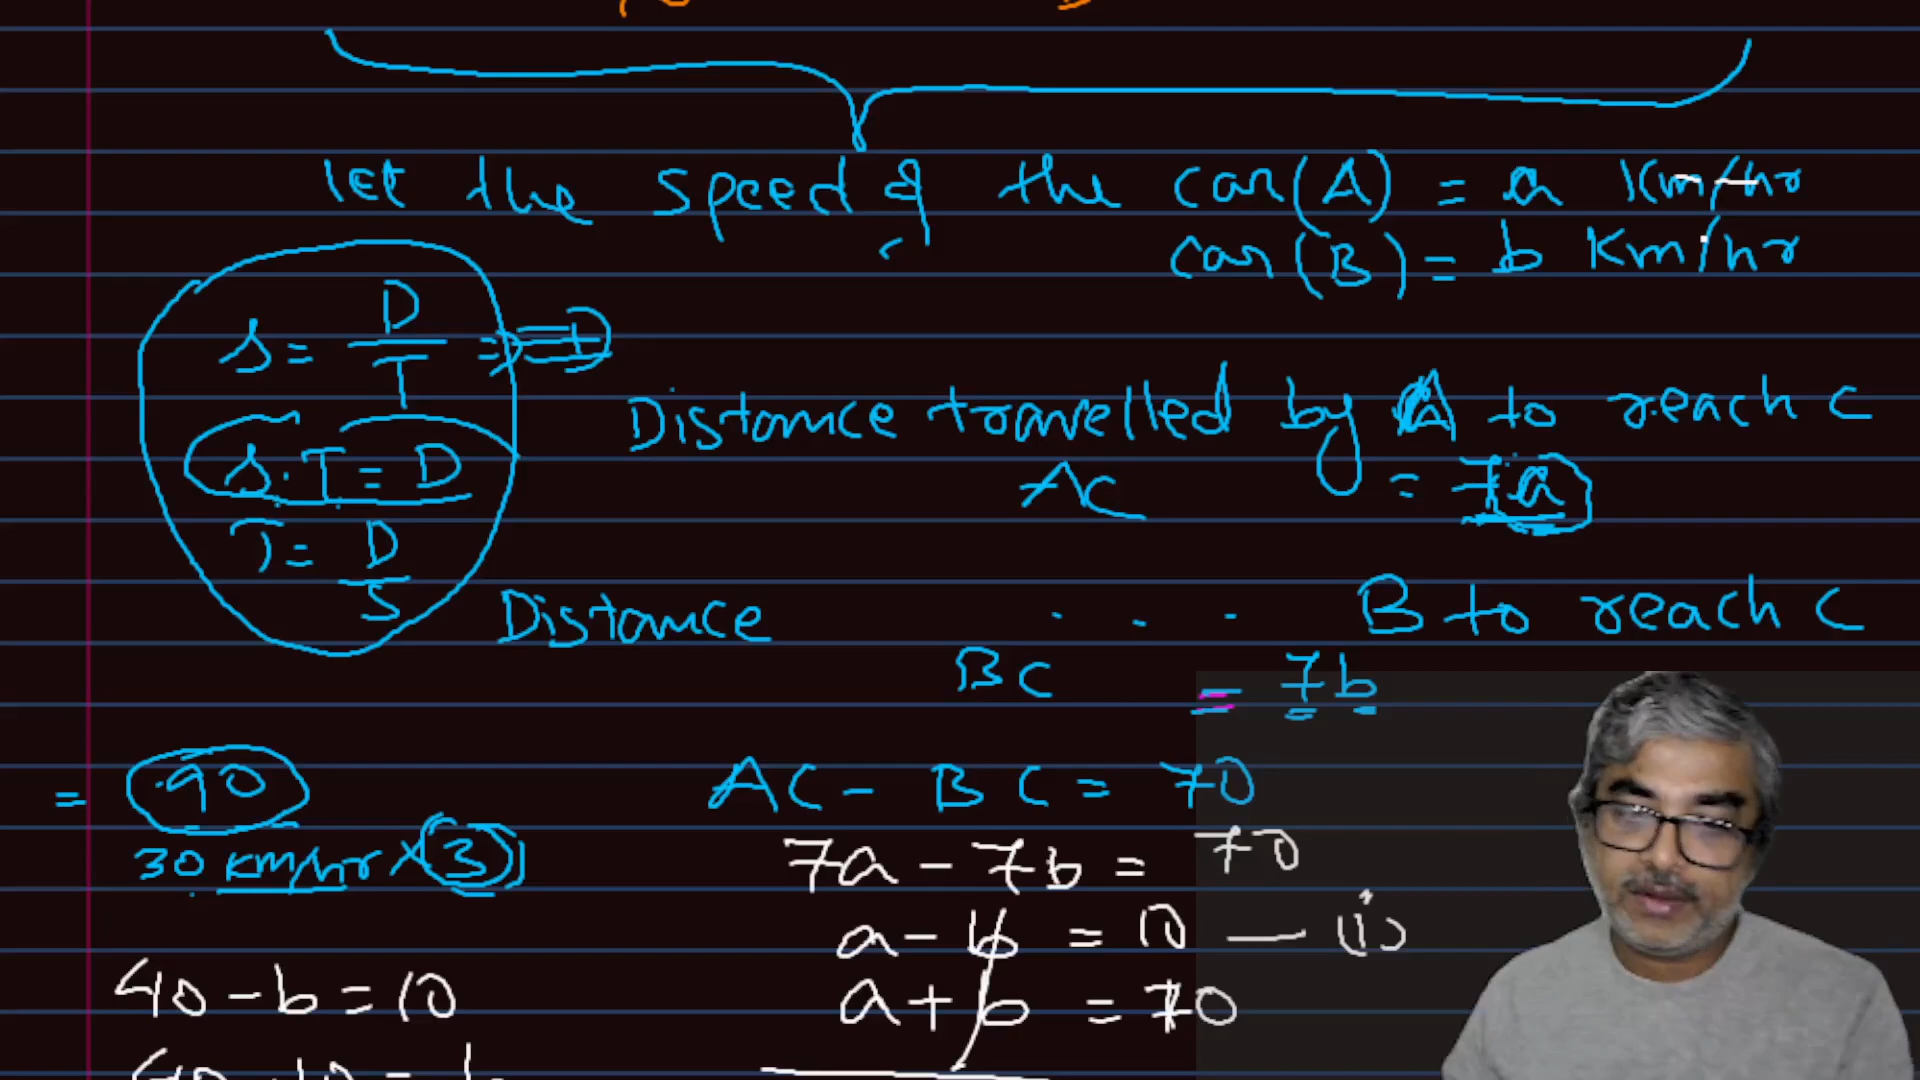 let the speed of the car (A) = a Km/hr
car (B) = b Km/hr
S = D/T =>
S.T = D
T = D/S
Distance travelled by A to reach C
AC = 7a
Distance . . . B to reach C
BC = 7b
= 90
30 km/hr × 3
AC - BC = 70
7a - 7b = 70
a - b = 10 — (i)
a + b = 70
40 - b = 10